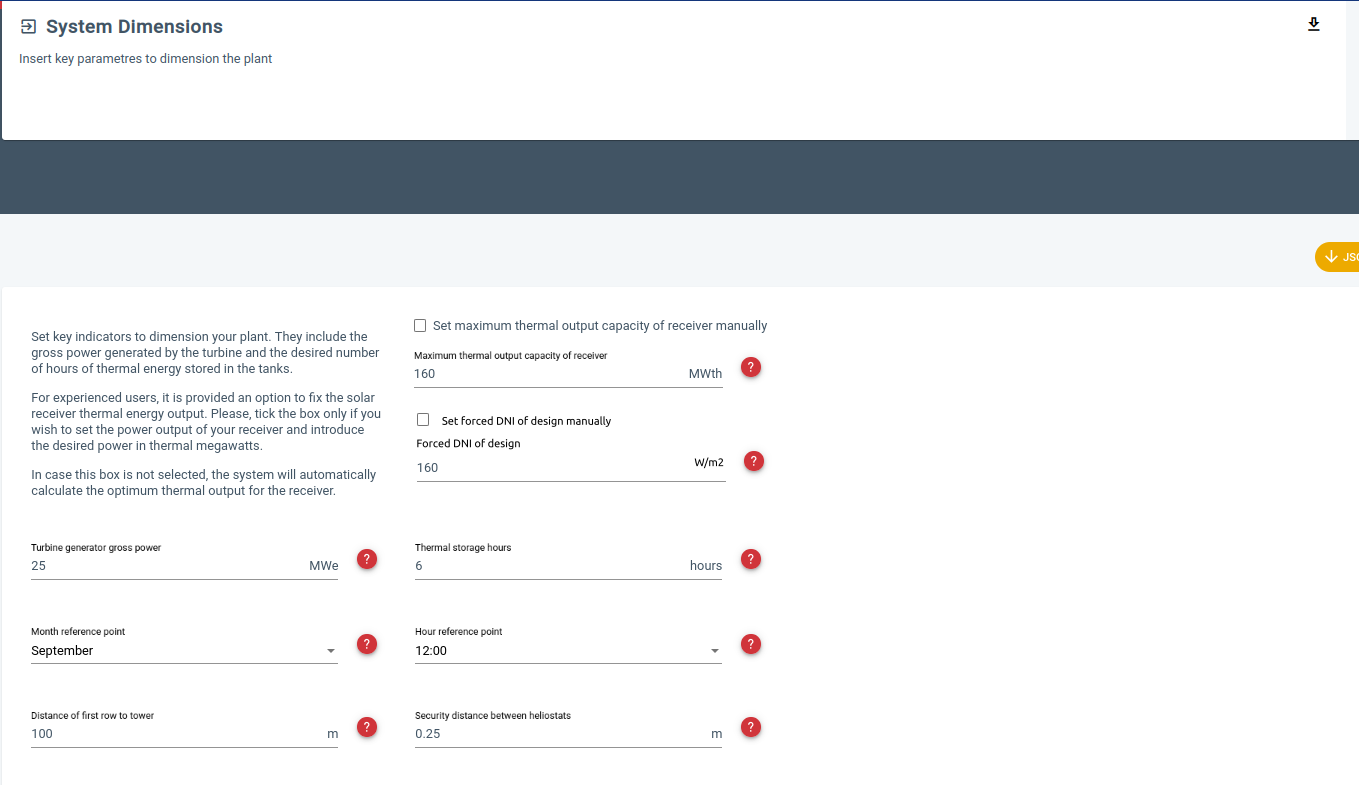 System Dimensions
Insert key parametres to dimension the plant
Set key indicators to dimension your plant. They include the
gross power generated by the turbine and the desired number
of hours of thermal energy stored in the tanks.
For experienced users, it is provided an option to fix the solar
receiver thermal energy output. Please, tick the box only if you
wish to set the power output of your receiver and introduce
the desired power in thermal megawatts.
In case this box is not selected, the system will automatically
calculate the optimum thermal output for the receiver.
Set maximum thermal output capacity of receiver manually
Maximum thermal output capacity of receiver
160 MWth ?
Set forced DNI of design manually
Forced DNI of design
160 W/m2 ?
Turbine generator gross power
25 MWe ?
Thermal storage hours
6 hours ?
Month reference point
September ?
Hour reference point
12:00 ?
Distance of first row to tower
100 m ?
Security distance between heliostats
0.25 m ?